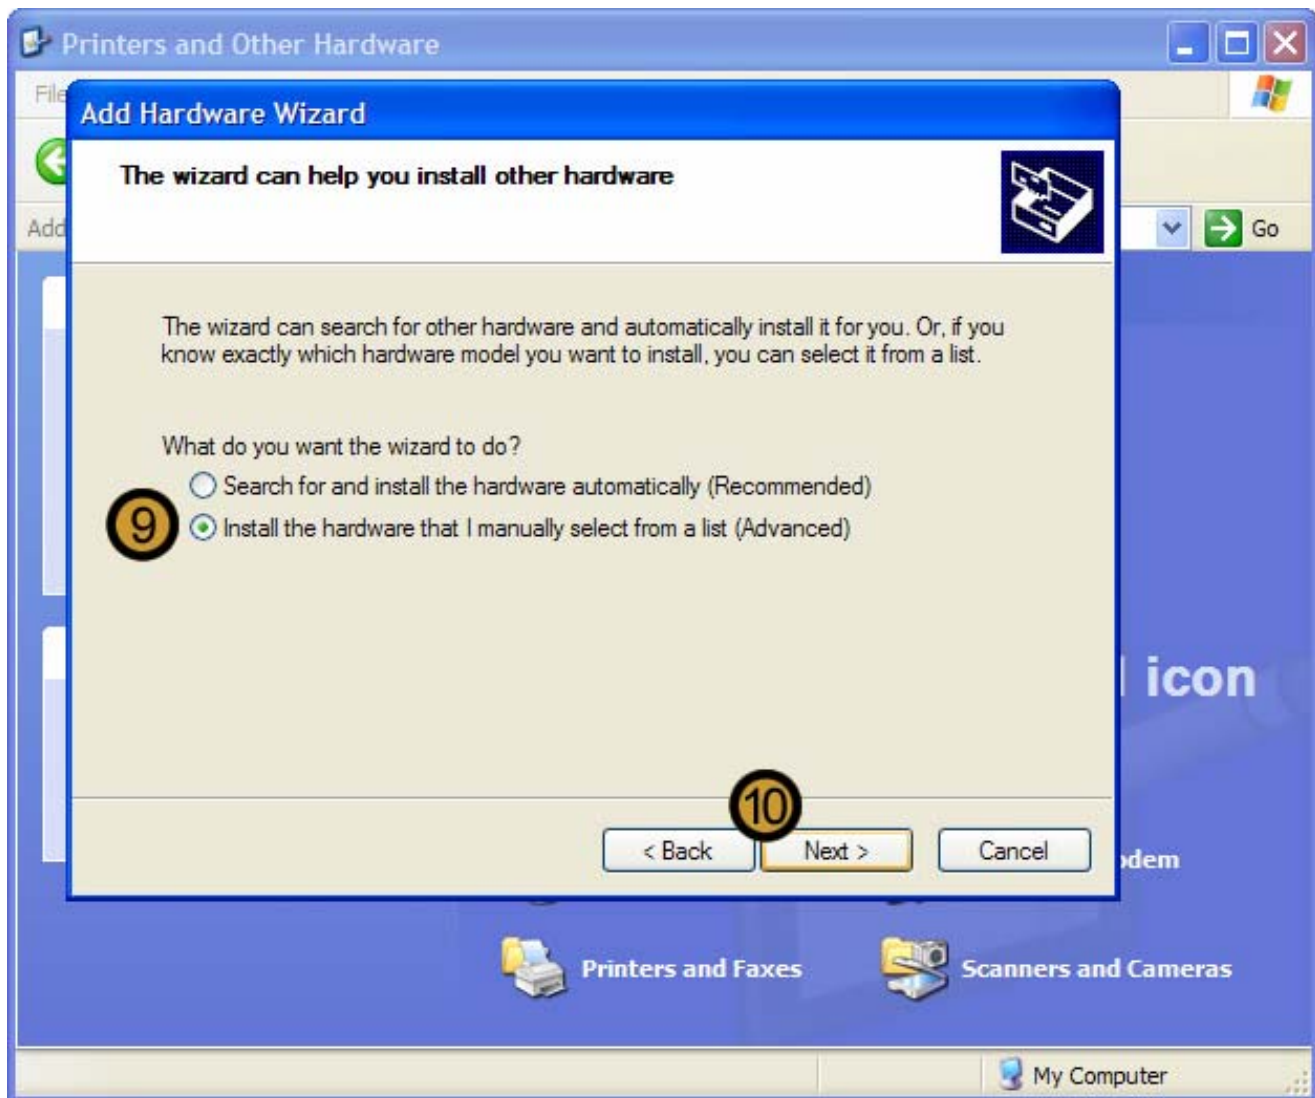 Printers and Other Hardware
File
Add Hardware Wizard
The wizard can help you install other hardware
Add
Go
The wizard can search for other hardware and automatically install it for you. Or, if you
know exactly which hardware model you want to install, you can select it from a list.
What do you want the wizard to do?
Search for and install the hardware automatically (Recommended)
9
Install the hardware that I manually select from a list (Advanced)
icon
10
< Back
Next >
Cancel
odem
Printers and Faxes
Scanners and Cameras
My Computer